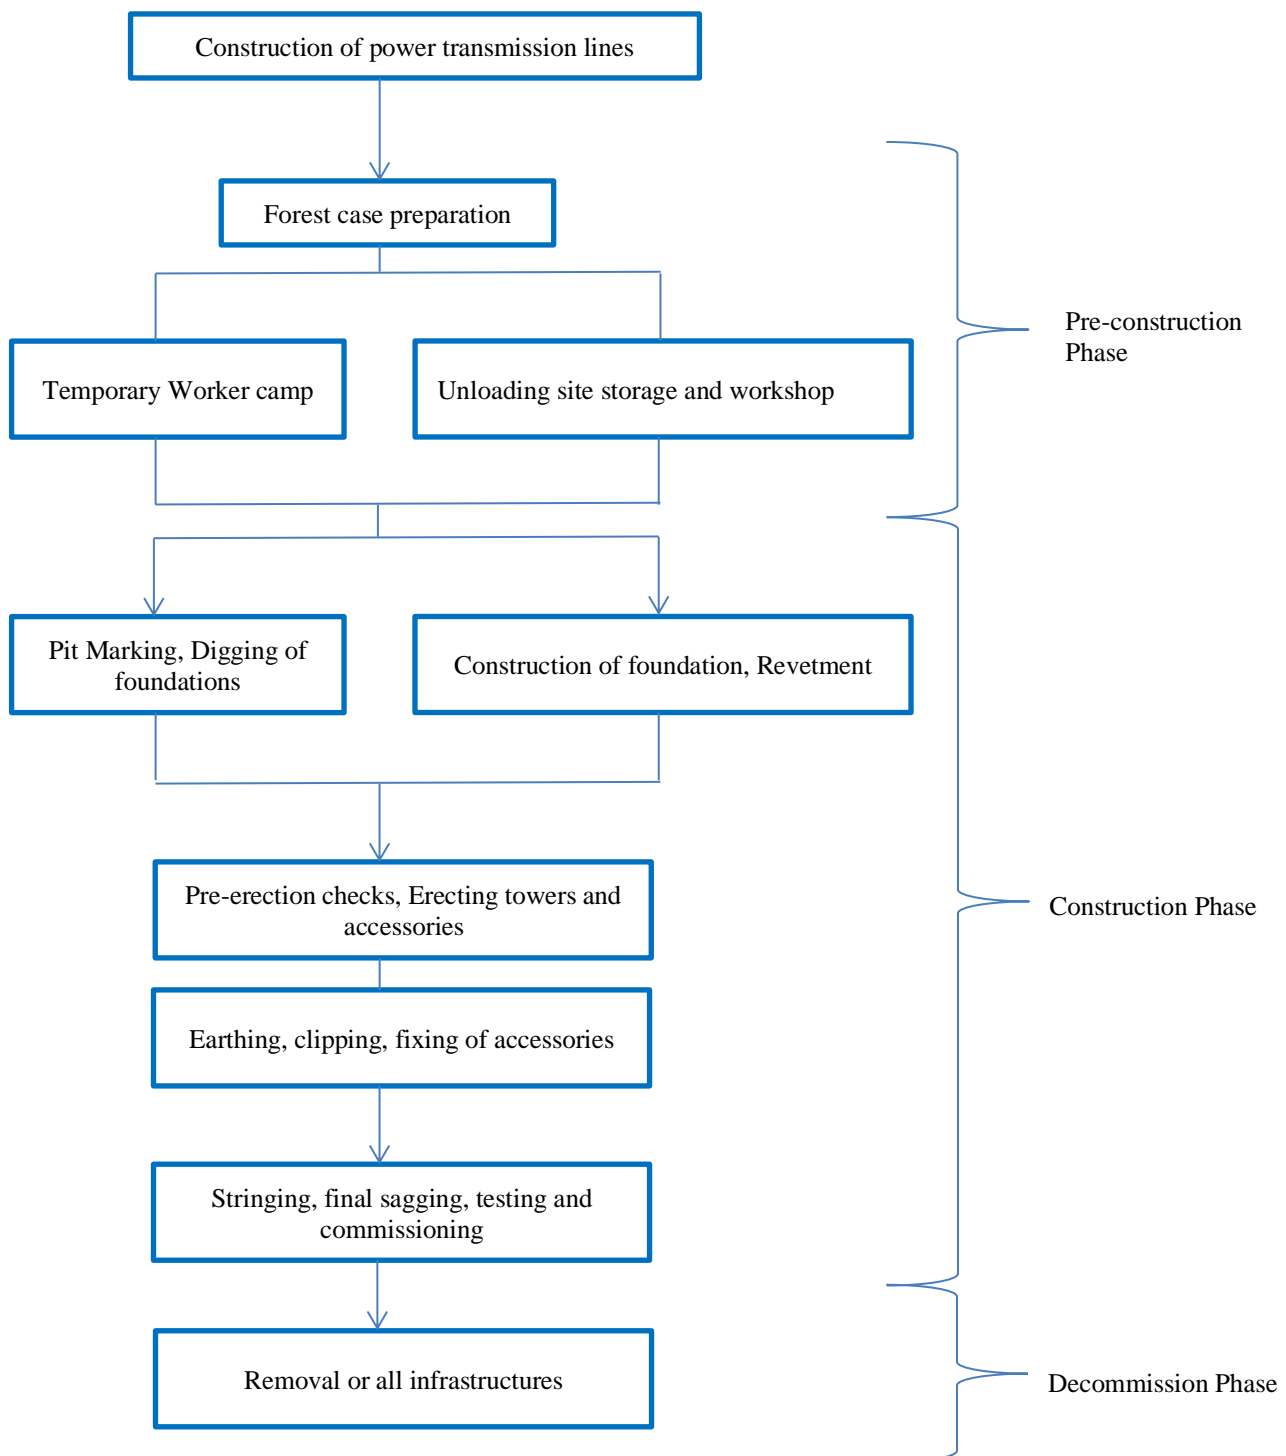 Construction of power transmission lines
Forest case preparation
Pre-construction
Phase
Temporary Worker camp
Unloading site storage and workshop
Pit Marking, Digging of
foundations
Construction of foundation, Revetment
Pre-erection checks, Erecting towers and
accessories
Construction Phase
Earthing, clipping, fixing of accessories
Stringing, final sagging, testing and
commissioning
Removal or all infrastructures
Decommission Phase